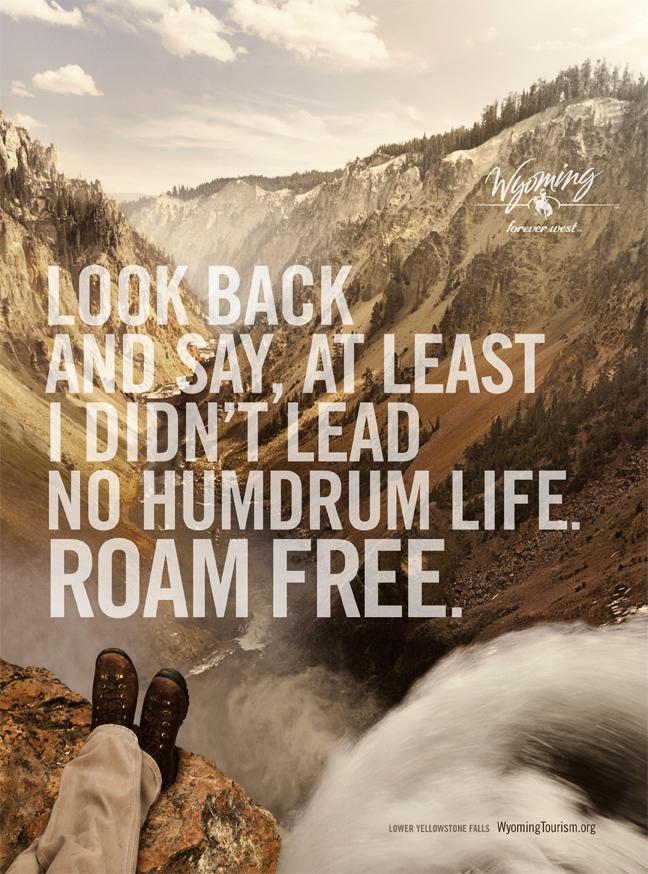 Wyoming
forever west™
LOOK BACK
AND SAY, AT LEAST
I DIDN'T LEAD
NO HUMDRUM LIFE.
ROAM FREE.
LOWER YELLOWSTONE FALLS WyomingTourism.org